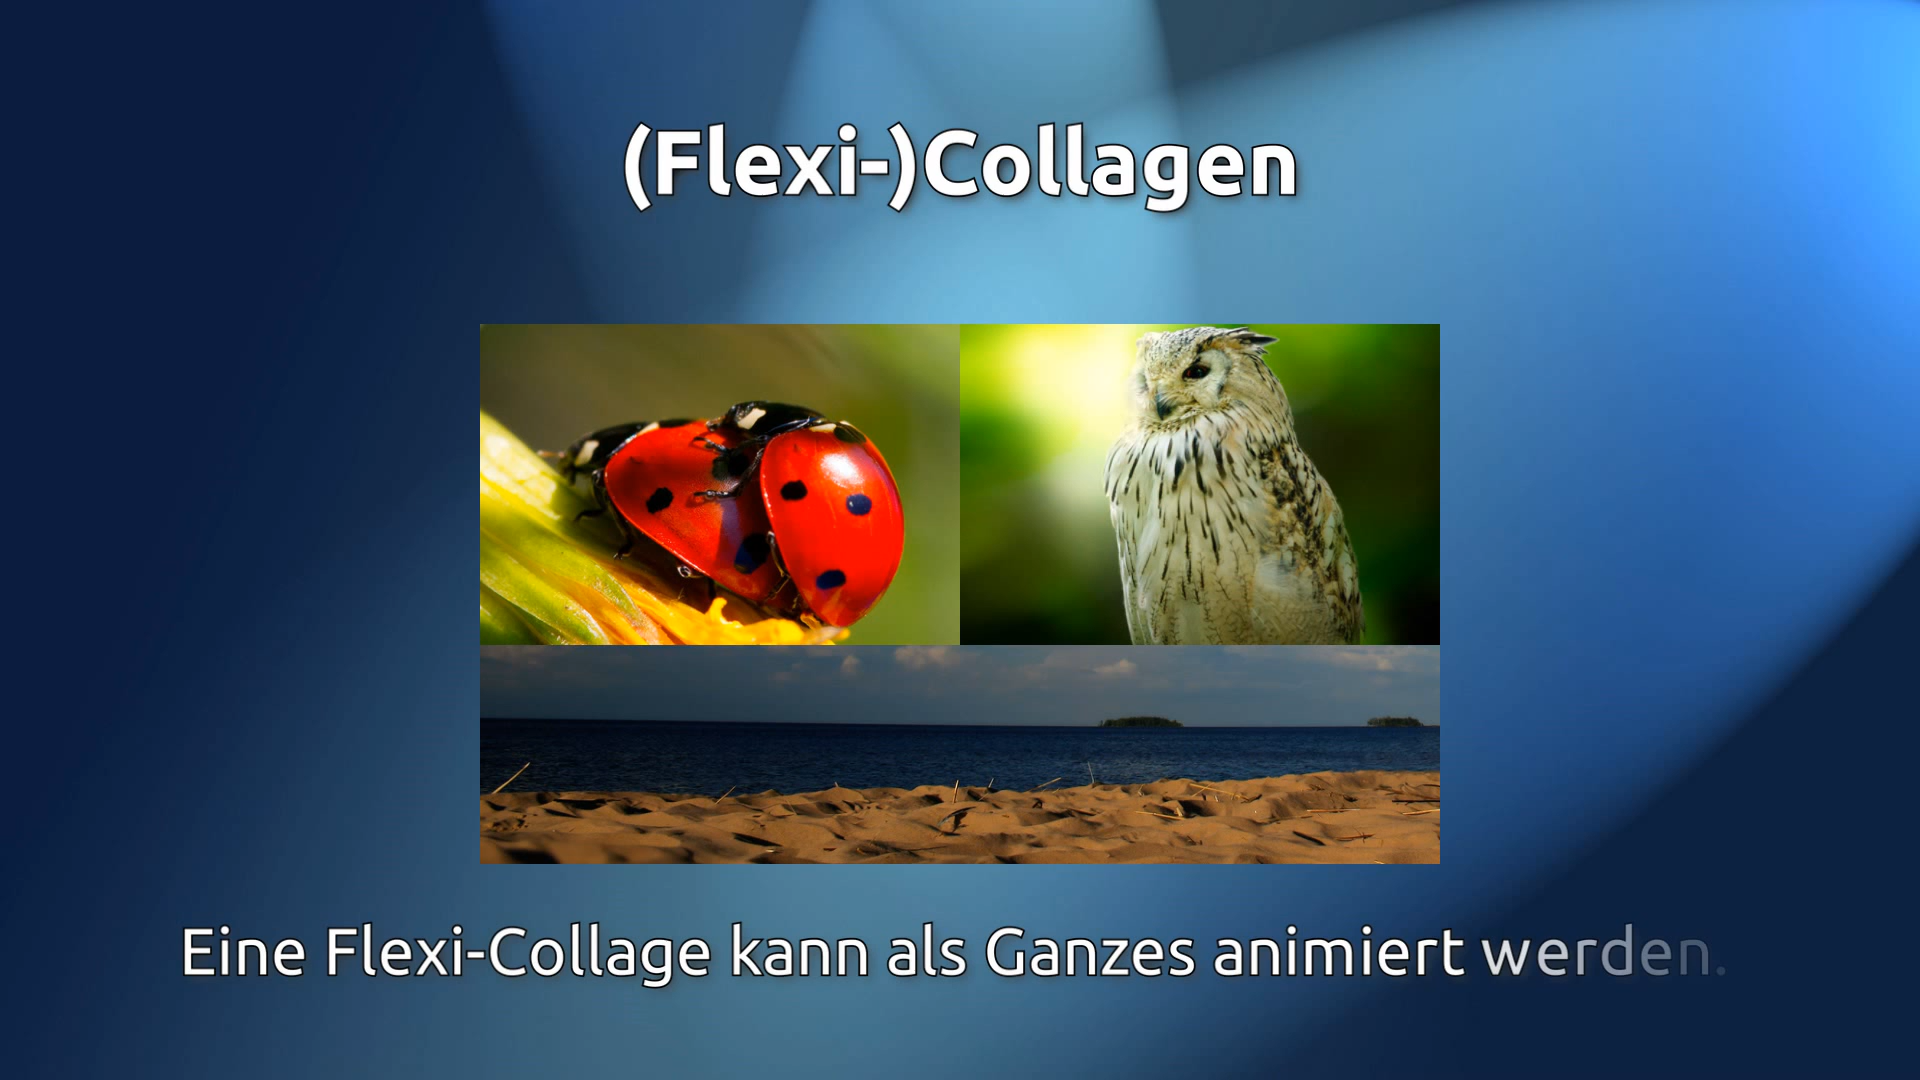 (Flexi-)Collagen
Eine Flexi-Collage kann als Ganzes animiert werden.